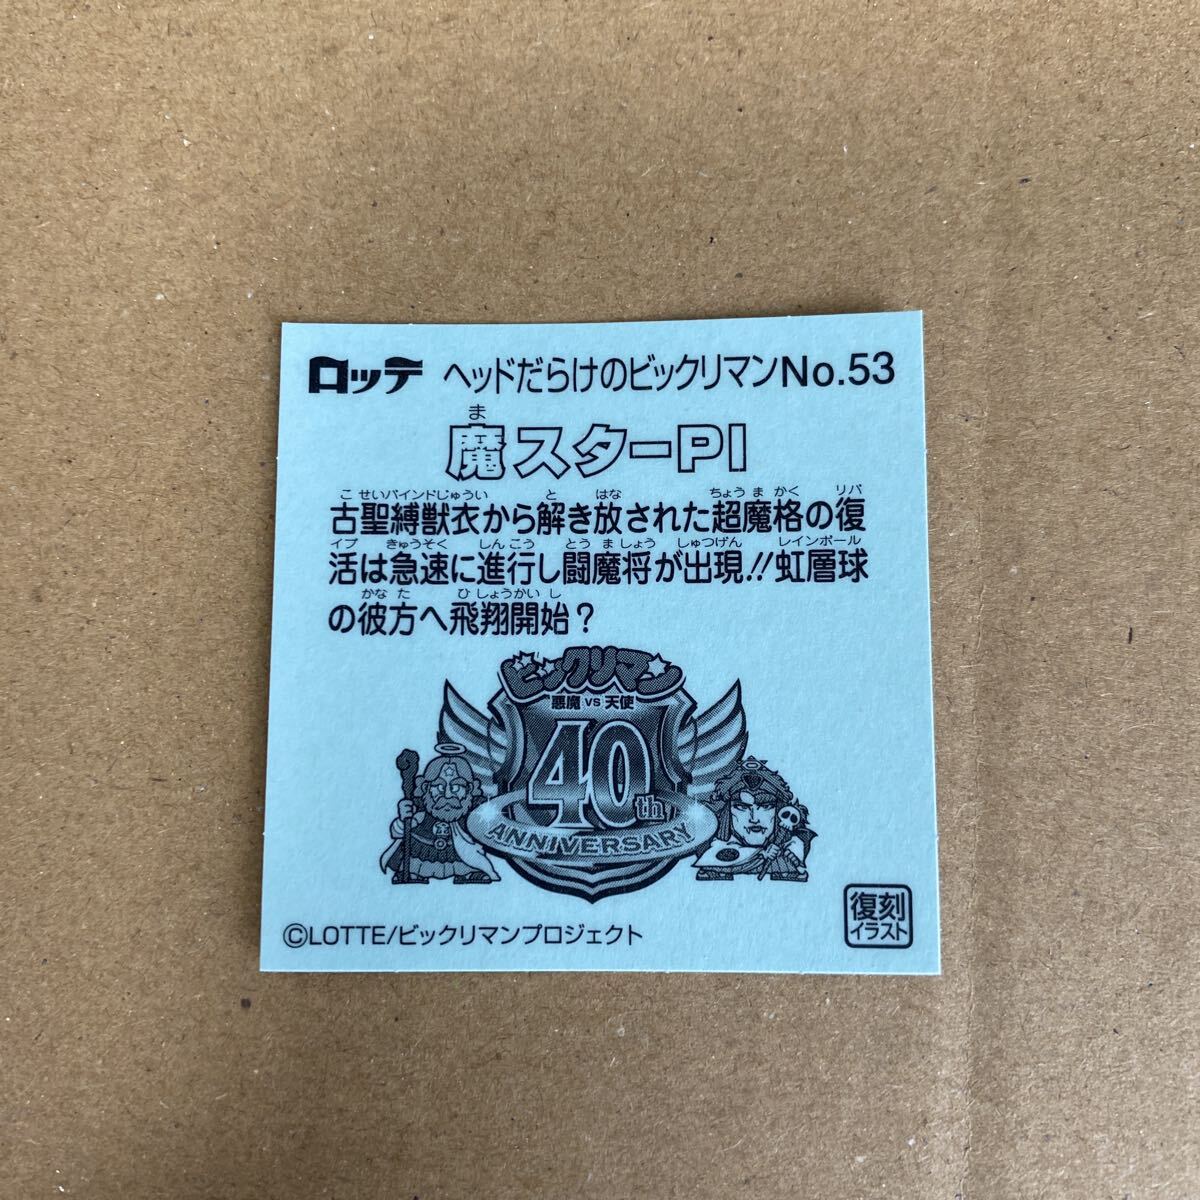 ロッテ ヘッドだらけのビックリマンNo.53
ま
魔スターPI
こせいバインドじゅうい と はな ちょうまかく リバ
古聖縛獣衣から解き放された超魔格の復
イブ きゅうそく しんこう とうましょう しゅつげん レインボール
活は急速に進行し闘魔将が出現!!虹層球
かなた ひしょうかいし
の彼方へ飛翔開始？
ビックリマン
悪魔 VS 天使
40th
ANNIVERSARY
金
©LOTTE/ビックリマンプロジェクト
復刻
イラスト